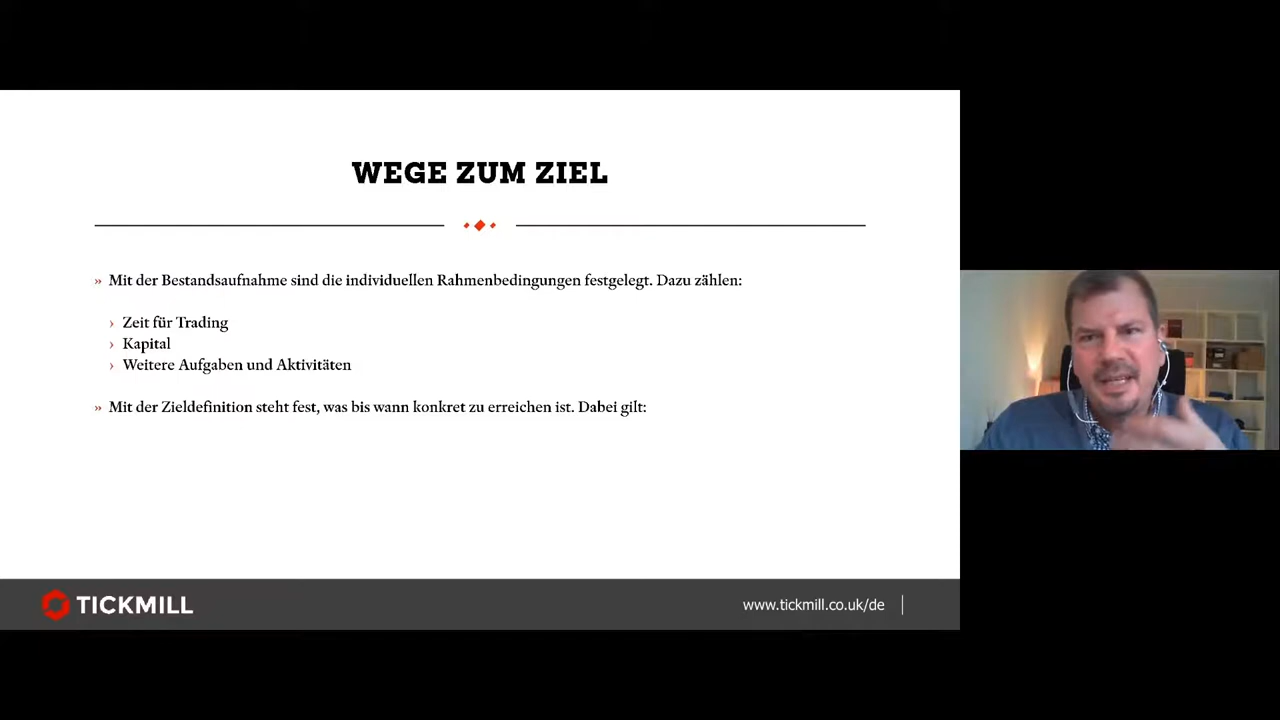 WEGE ZUM ZIEL
» Mit der Bestandsaufnahme sind die individuellen Rahmenbedingungen festgelegt. Dazu zählen:
› Zeit für Trading
› Kapital
› Weitere Aufgaben und Aktivitäten
» Mit der Zieldefinition steht fest, was bis wann konkret zu erreichen ist. Dabei gilt:
TICKMILL
www.tickmill.co.uk/de